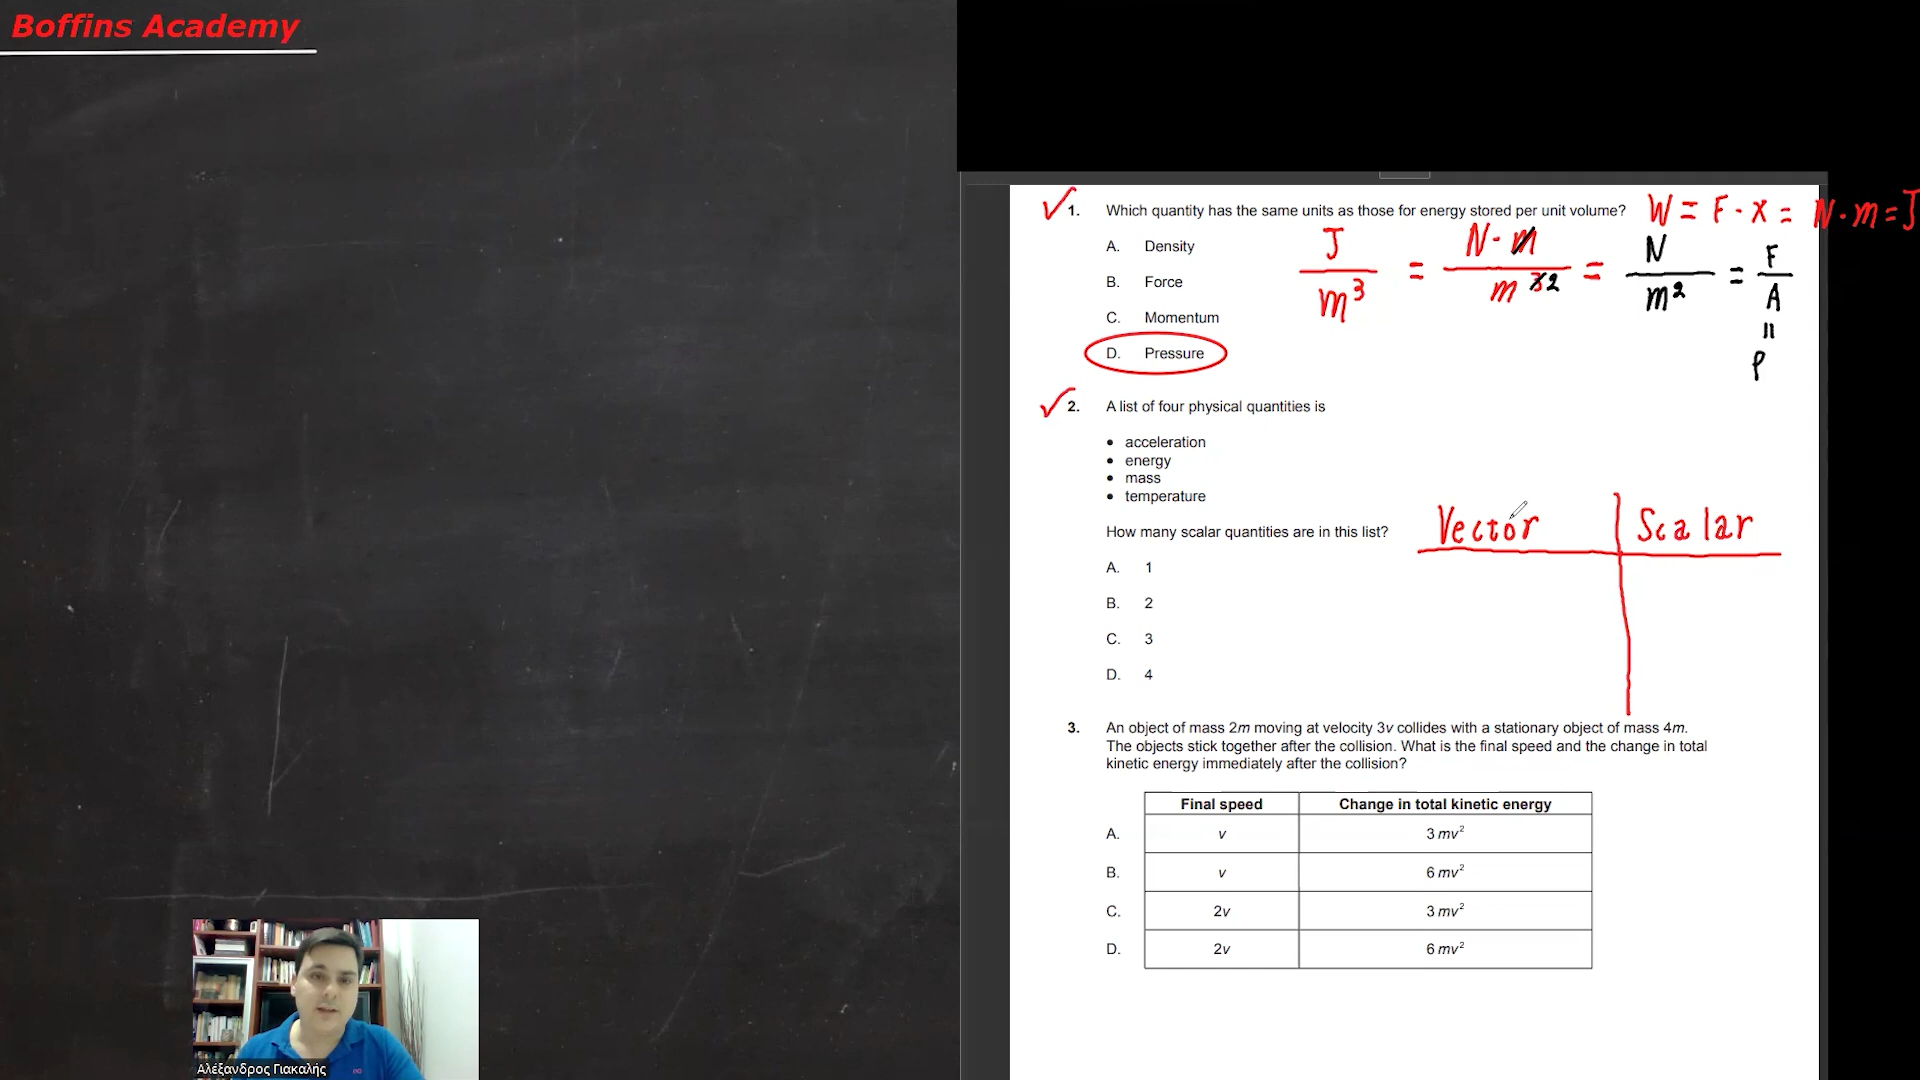 Boffins Academy
1. Which quantity has the same units as those for energy stored per unit volume? W = F · x = N · m = J
A. Density
B. Force
C. Momentum
D. Pressure
J / m³ = N · m / m 3 2 = N / m² = F / A
=
P
2. A list of four physical quantities is
• acceleration
• energy
• mass
• temperature
How many scalar quantities are in this list?
Vector Scalar
A. 1
B. 2
C. 3
D. 4
3. An object of mass 2m moving at velocity 3v collides with a stationary object of mass 4m.
The objects stick together after the collision. What is the final speed and the change in total
kinetic energy immediately after the collision?
Final speed Change in total kinetic energy
A. v 3 mv²
B. v 6 mv²
C. 2v 3 mv²
D. 2v 6 mv²
Αλέξανδρος Γιακαλής